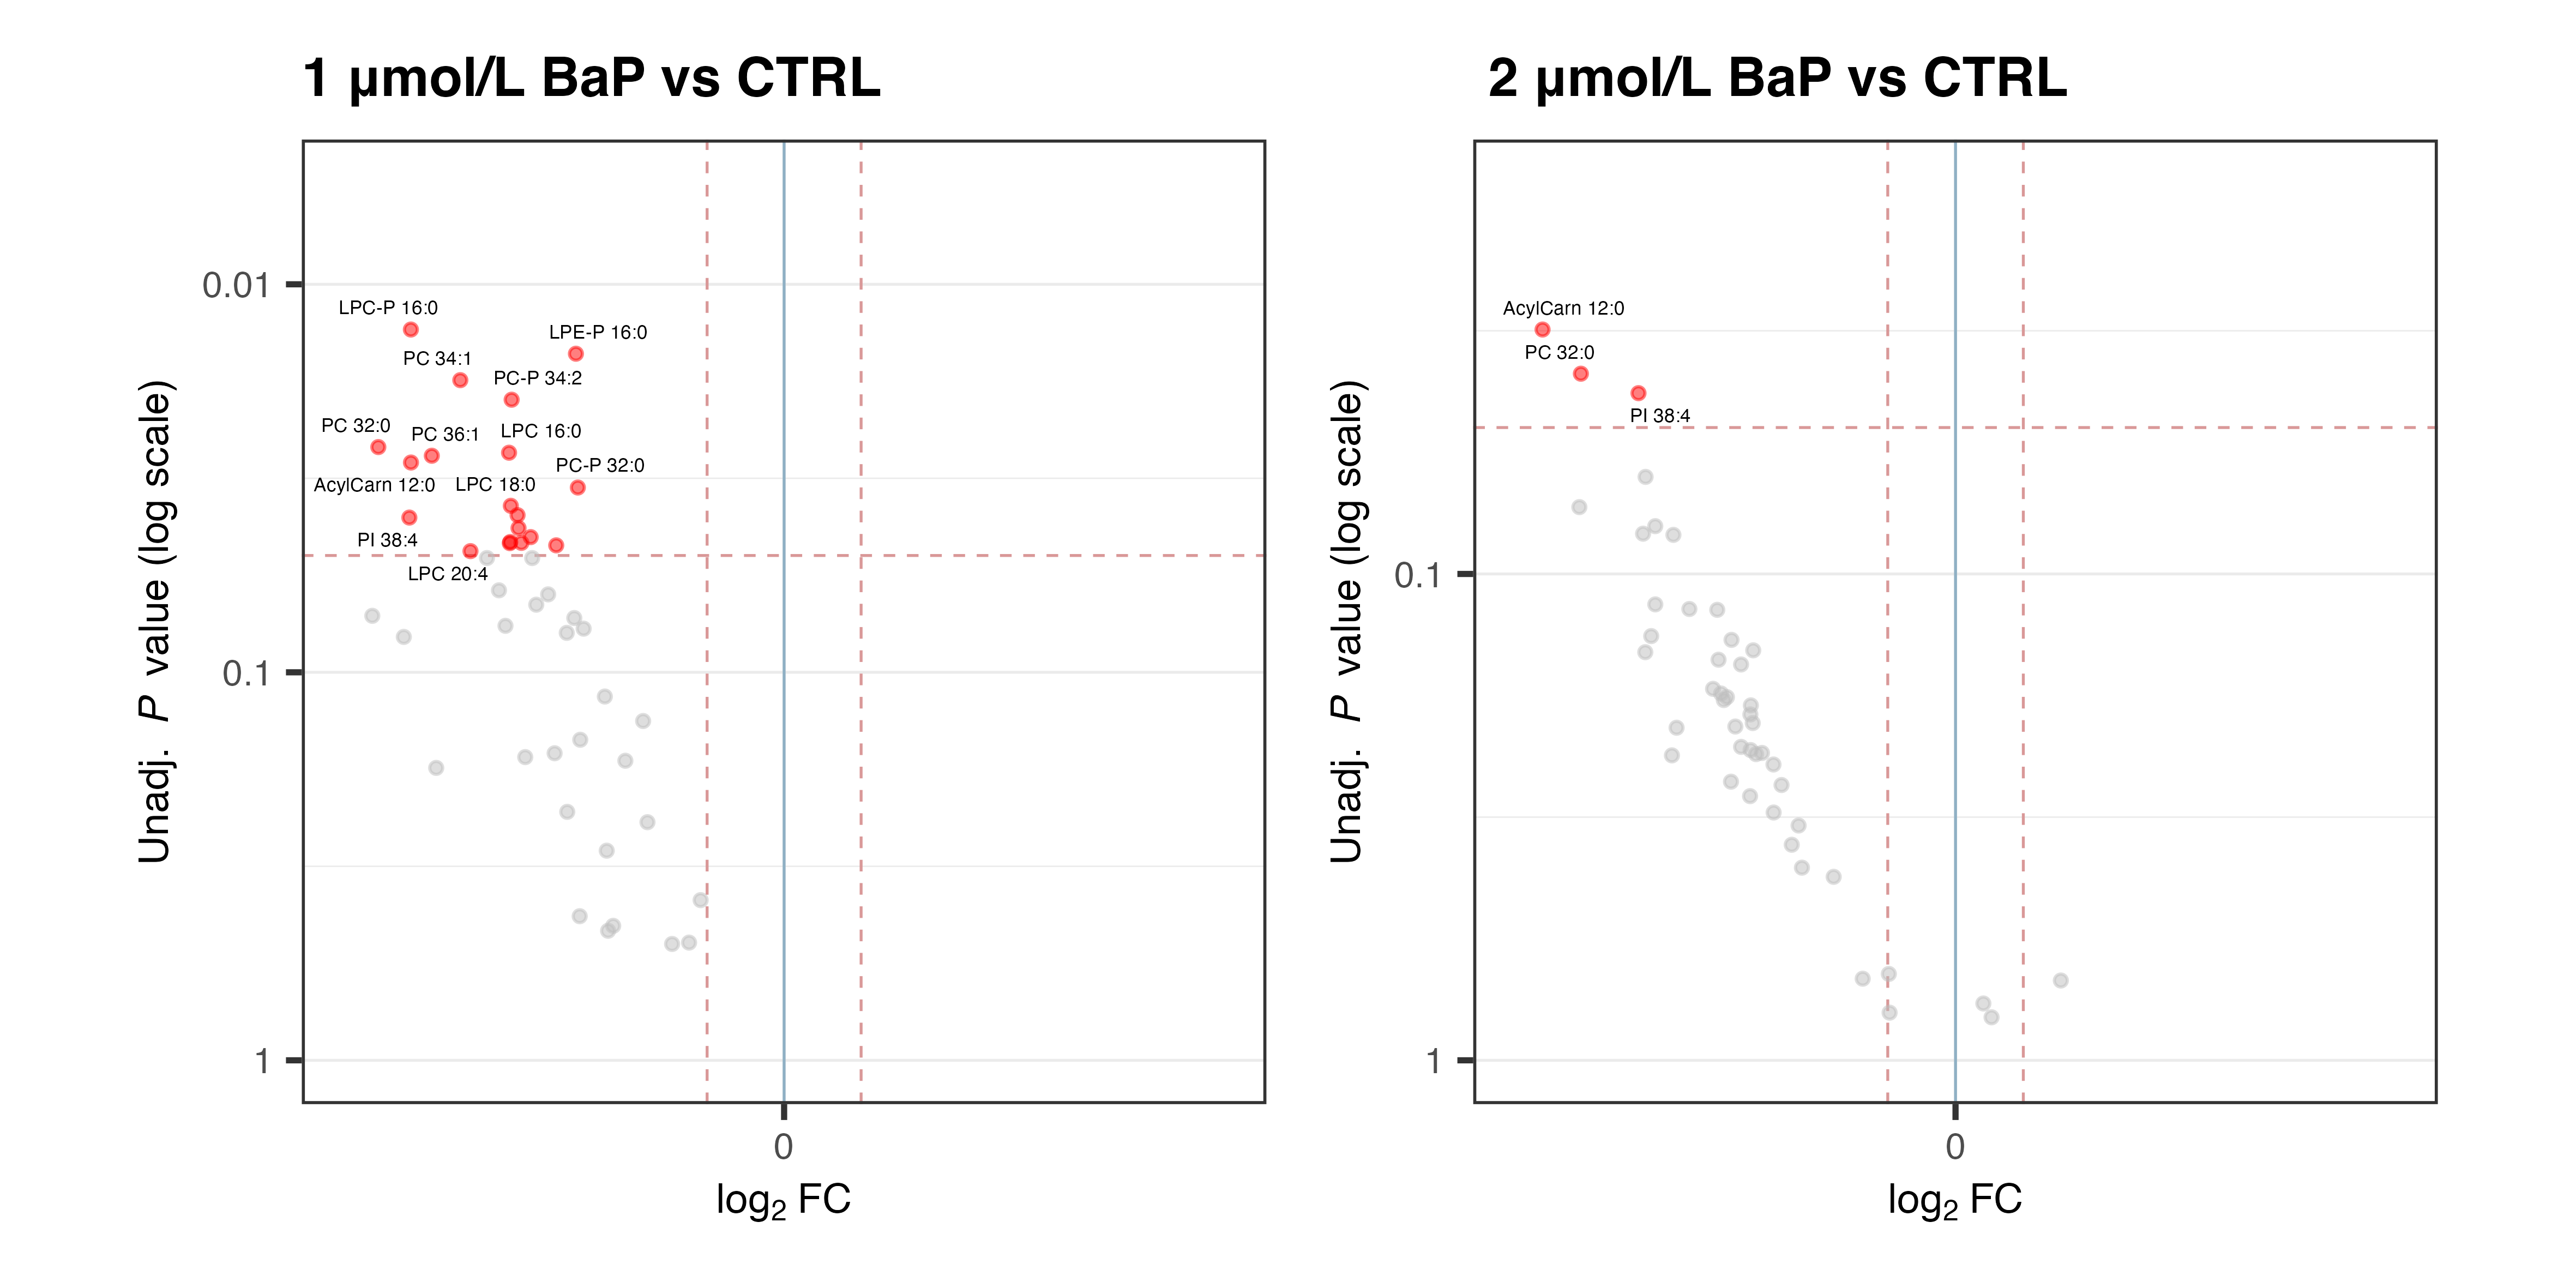 1 µmol/L BaP vs CTRL
Unadj. P value (log scale)
0.01
0.1
1
LPC-P 16:0
LPE-P 16:0
PC 34:1
PC-P 34:2
PC 32:0
PC 36:1
LPC 16:0
PC-P 32:0
AcylCarn 12:0
LPC 18:0
PI 38:4
LPC 20:4
0
log2 FC
2 µmol/L BaP vs CTRL
Unadj. P value (log scale)
0.1
1
AcylCarn 12:0
PC 32:0
PI 38:4
0
log2 FC